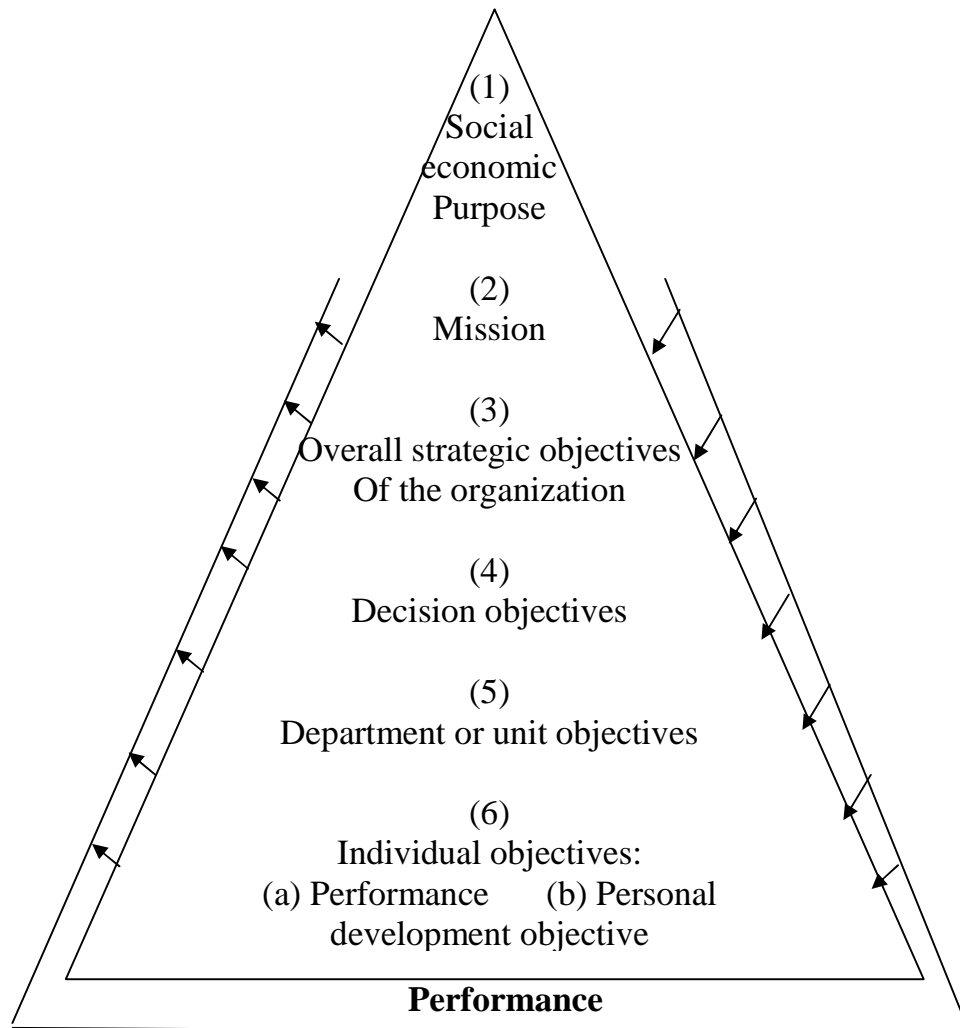 (1)
Social
economic
Purpose
(2)
Mission
(3)
Overall strategic objectives
Of the organization
(4)
Decision objectives
(5)
Department or unit objectives
(6)
Individual objectives:
(a) Performance (b) Personal
development objective
Performance